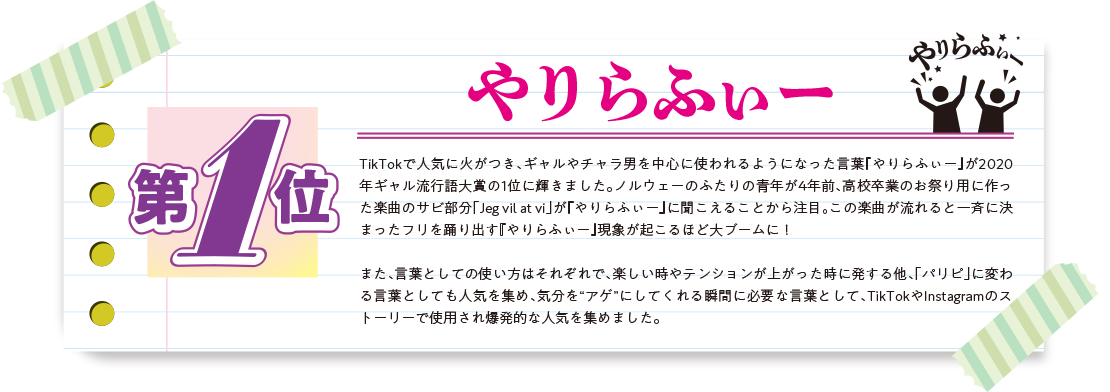 やりらふぃー
やりらふぃー
第1位
TikTokで人気に火がつき、ギャルやチャラ男を中心に使われるようになった言葉『やりらふぃー』が2020
年ギャル流行語大賞の1位に輝きました。ノルウェーのふたりの青年が4年前、高校卒業のお祭り用に作っ
た楽曲のサビ部分「Jeg vil at vi」が『やりらふぃー』に聞こえることから注目。この楽曲が流れると一斉に決
まったフリを踊り出す『やりらふぃー』現象が起こるほど大ブームに！
また、言葉としての使い方はそれぞれで、楽しい時やテンションが上がった時に発する他、「パリピ」に変わ
る言葉としても人気を集め、気分を“アゲ”にしてくれる瞬間に必要な言葉として、TikTokやInstagramのス
トーリーで使用され爆発的な人気を集めました。